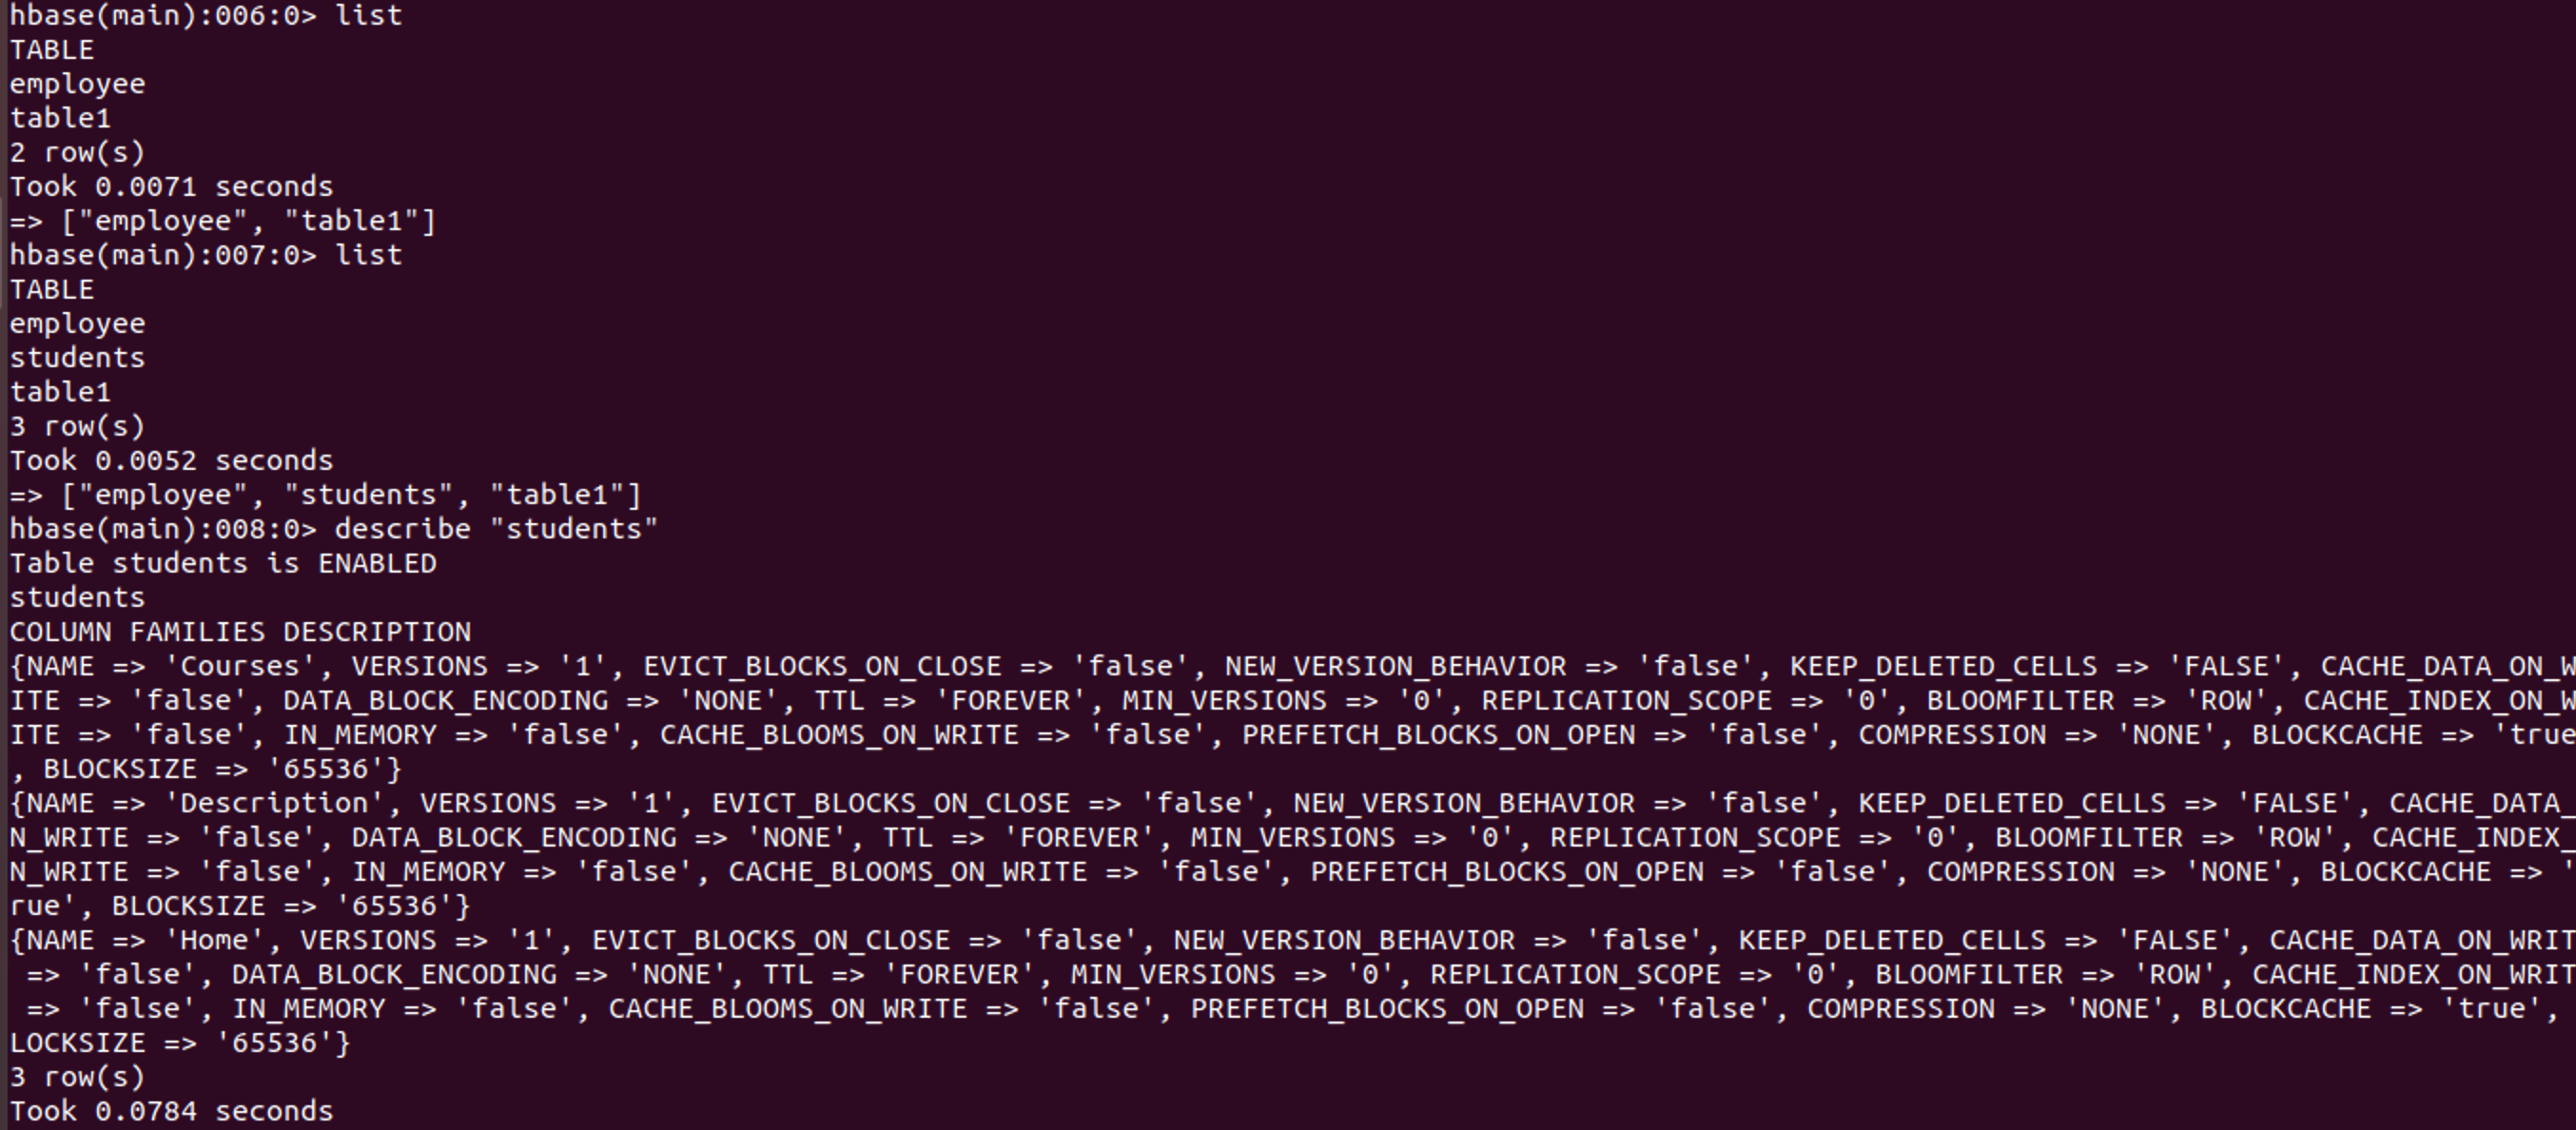 hbase(main):006:0> list
TABLE
employee
table1
2 row(s)
Took 0.0071 seconds
=> ["employee", "table1"]
hbase(main):007:0> list
TABLE
employee
students
table1
3 row(s)
Took 0.0052 seconds
=> ["employee", "students", "table1"]
hbase(main):008:0> describe "students"
Table students is ENABLED
students
COLUMN FAMILIES DESCRIPTION
{NAME => 'Courses', VERSIONS => '1', EVICT_BLOCKS_ON_CLOSE => 'false', NEW_VERSION_BEHAVIOR => 'false', KEEP_DELETED_CELLS => 'FALSE', CACHE_DATA_ON_W
ITE => 'false', DATA_BLOCK_ENCODING => 'NONE', TTL => 'FOREVER', MIN_VERSIONS => '0', REPLICATION_SCOPE => '0', BLOOMFILTER => 'ROW', CACHE_INDEX_ON_W
ITE => 'false', IN_MEMORY => 'false', CACHE_BLOOMS_ON_WRITE => 'false', PREFETCH_BLOCKS_ON_OPEN => 'false', COMPRESSION => 'NONE', BLOCKCACHE => 'true
, BLOCKSIZE => '65536'}
{NAME => 'Description', VERSIONS => '1', EVICT_BLOCKS_ON_CLOSE => 'false', NEW_VERSION_BEHAVIOR => 'false', KEEP_DELETED_CELLS => 'FALSE', CACHE_DATA_
N_WRITE => 'false', DATA_BLOCK_ENCODING => 'NONE', TTL => 'FOREVER', MIN_VERSIONS => '0', REPLICATION_SCOPE => '0', BLOOMFILTER => 'ROW', CACHE_INDEX_
N_WRITE => 'false', IN_MEMORY => 'false', CACHE_BLOOMS_ON_WRITE => 'false', PREFETCH_BLOCKS_ON_OPEN => 'false', COMPRESSION => 'NONE', BLOCKCACHE => '
rue', BLOCKSIZE => '65536'}
{NAME => 'Home', VERSIONS => '1', EVICT_BLOCKS_ON_CLOSE => 'false', NEW_VERSION_BEHAVIOR => 'false', KEEP_DELETED_CELLS => 'FALSE', CACHE_DATA_ON_WRIT
 => 'false', DATA_BLOCK_ENCODING => 'NONE', TTL => 'FOREVER', MIN_VERSIONS => '0', REPLICATION_SCOPE => '0', BLOOMFILTER => 'ROW', CACHE_INDEX_ON_WRIT
 => 'false', IN_MEMORY => 'false', CACHE_BLOOMS_ON_WRITE => 'false', PREFETCH_BLOCKS_ON_OPEN => 'false', COMPRESSION => 'NONE', BLOCKCACHE => 'true',
LOCKSIZE => '65536'}
3 row(s)
Took 0.0784 seconds